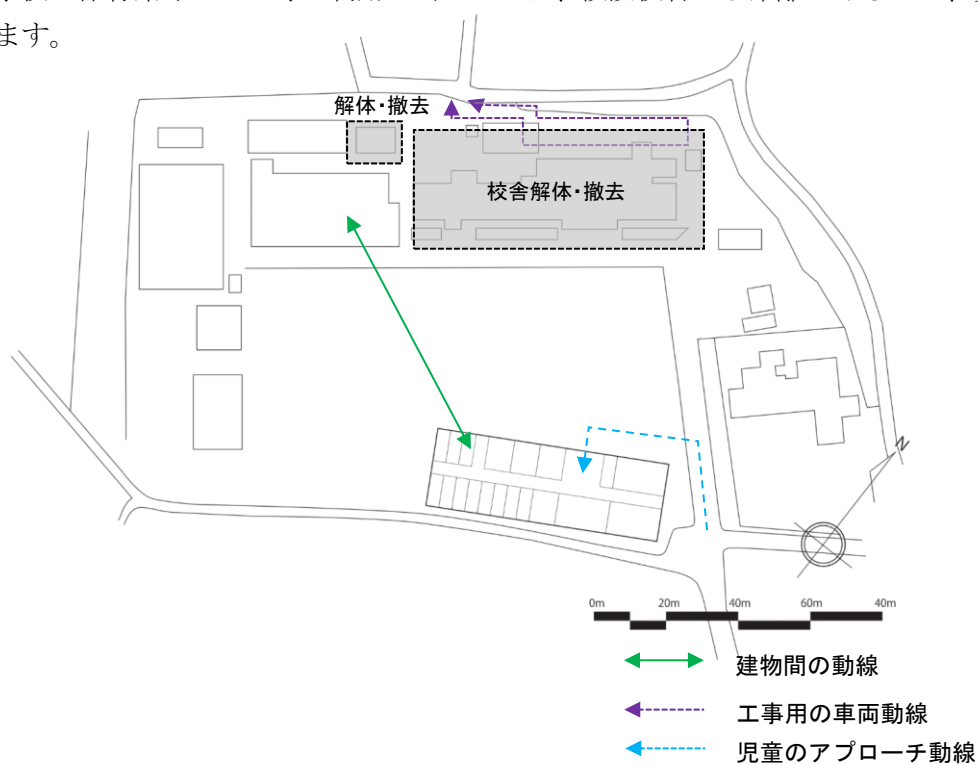 ます。
解体・撤去
校舎解体・撤去
N
0m 20m 40m 60m 40m
建物間の動線
工事用の車両動線
児童のアプローチ動線